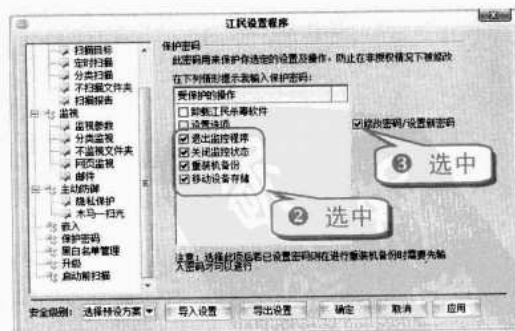 江民设置程序
扫描目标
定时扫描
分类扫描
不扫描文件夹
扫描报告
监视
监视参数
分类监视
不监视文件夹
网页监视
邮件
主动防御
隐私保护
木马一扫光
嵌入
保护密码
黑白名单管理
升级
启动前扫描
保护密码
此密码用来保护你选定的设置及操作，防止在非授权情况下被修改
在下列情形提示我输入保护密码：
受保护的操作
卸载江民杀毒软件
设置选项
退出监控程序
关闭监控状态
重装机备份
移动设备存储
修改密码/设置新密码
❸ 选中
❷ 选中
注意：选择此项后若已设置密码则在进行重装机备份时需要先输
入密码才可以进行
安全级别：
选择预设方案
导入设置
导出设置
确定
取消
应用